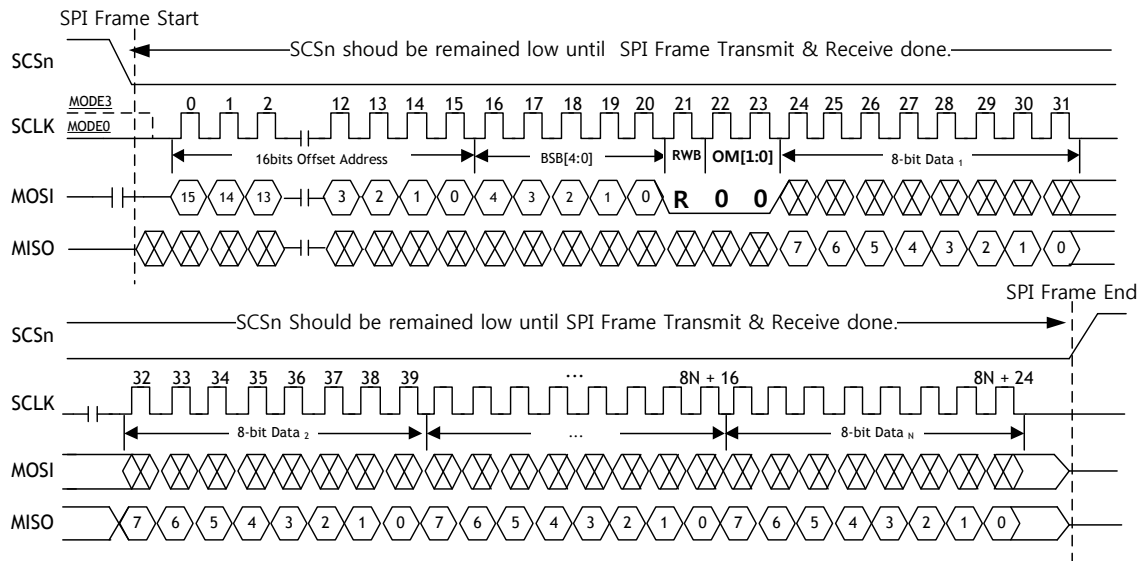 SPI Frame Start
SCSn
SCSn shoud be remained low until SPI Frame Transmit & Receive done.
MODE3
MODE0
SCLK
0 1 2 12 13 14 15 16 17 18 19 20 21 22 23 24 25 26 27 28 29 30 31
16bits Offset Address BSB[4:0] RWB OM[1:0] 8-bit Data 1
MOSI 15 14 13 3 2 1 0 4 3 2 1 0 R 0 0
MISO 7 6 5 4 3 2 1 0
SPI Frame End
SCSn
SCSn Should be remained low until SPI Frame Transmit & Receive done.
32 33 34 35 36 37 38 39 ... 8N + 16 8N + 24
SCLK
8-bit Data 2 ... 8-bit Data N
MOSI
MISO 7 6 5 4 3 2 1 0 7 6 5 4 3 2 1 0 7 6 5 4 3 2 1 0